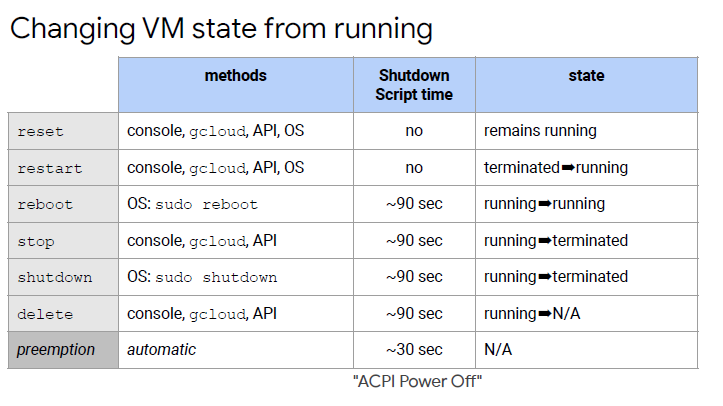 Changing VM state from running
methods
Shutdown
Script time
state
reset
console, gcloud, API, OS
no
remains running
restart
console, gcloud, API, OS
no
terminated➡running
reboot
OS: sudo reboot
~90 sec
running➡running
stop
console, gcloud, API
~90 sec
running➡terminated
shutdown
OS: sudo shutdown
~90 sec
running➡terminated
delete
console, gcloud, API
~90 sec
running➡N/A
preemption
automatic
~30 sec
N/A
"ACPI Power Off"